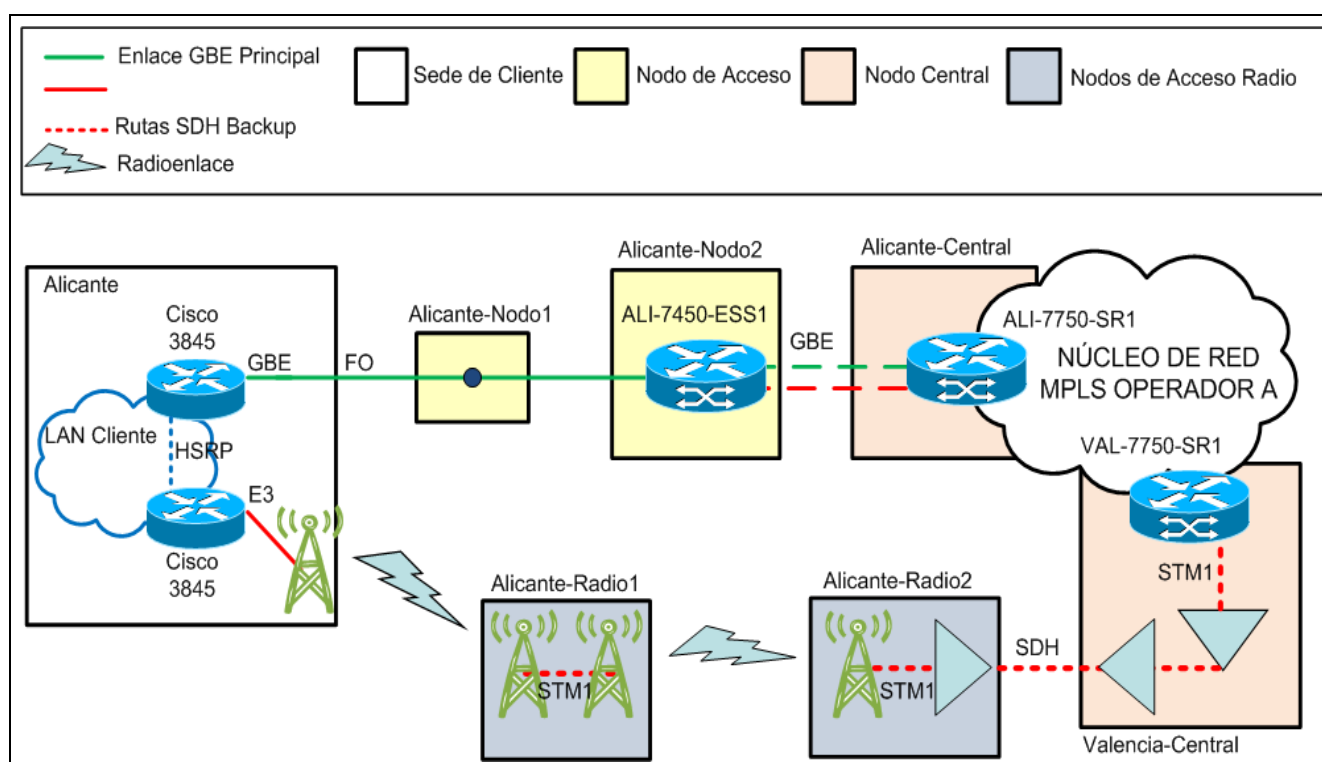 Enlace GBE Principal
Sede de Cliente
Nodo de Acceso
Nodo Central
Nodos de Acceso Radio
Rutas SDH Backup
Radioenlace
Alicante
Cisco
3845
GBE
FO
LAN Cliente
HSRP
E3
Cisco
3845
Alicante-Nodo1
Alicante-Nodo2
ALI-7450-ESS1
GBE
Alicante-Central
ALI-7750-SR1
NÚCLEO DE RED
MPLS OPERADOR A
VAL-7750-SR1
STM1
Alicante-Radio1
STM1
Alicante-Radio2
STM1
SDH
Valencia-Central